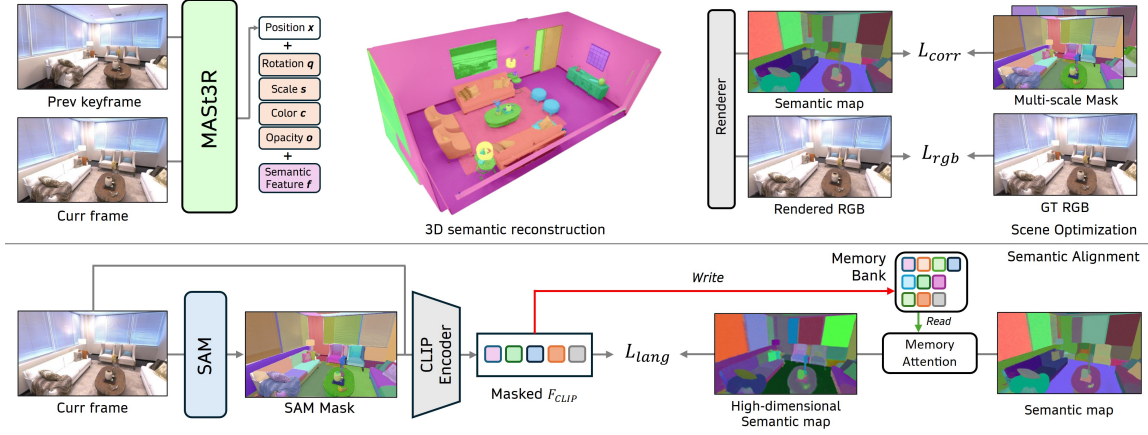 Prev keyframe
Curr frame
MASt3R
Position x
+
Rotation q
Scale s
Color c
Opacity o
+
Semantic
Feature f
3D semantic reconstruction
Renderer
Semantic map
L_corr
Multi-scale Mask
Rendered RGB
L_rgb
GT RGB
Scene Optimization
Semantic Alignment
Curr frame
SAM
SAM Mask
CLIP
Encoder
Masked F_CLIP
Write
L_lang
Memory
Bank
Read
Memory
Attention
High-dimensional
Semantic map
Semantic map